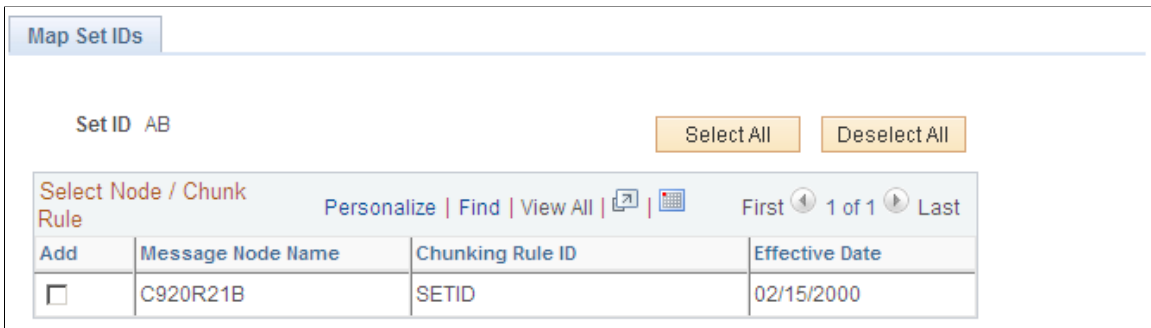 Map Set IDs
Set ID AB
Select All Deselect All
Select Node / Chunk Rule Personalize | Find | View All | | First 1 of 1 Last
Add Message Node Name Chunking Rule ID Effective Date
C920R21B SETID 02/15/2000